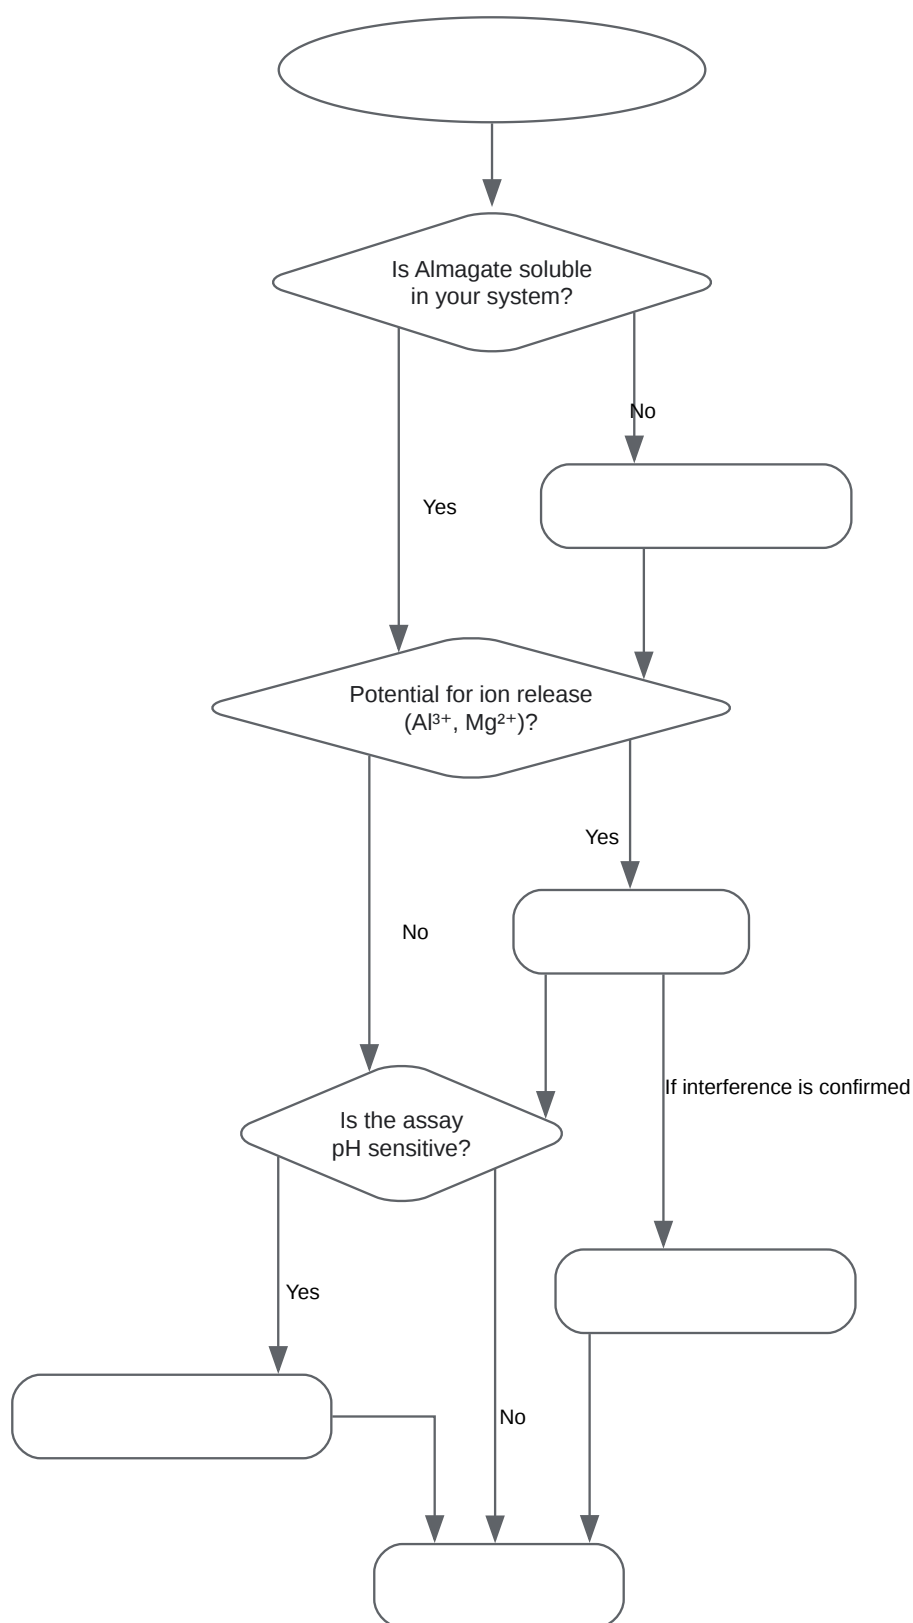 Is Almagate soluble
in your system?
No
Yes
Potential for ion release
(Al³⁺, Mg²⁺)?
Yes
No
If interference is confirmed
Is the assay
pH sensitive?
Yes
No